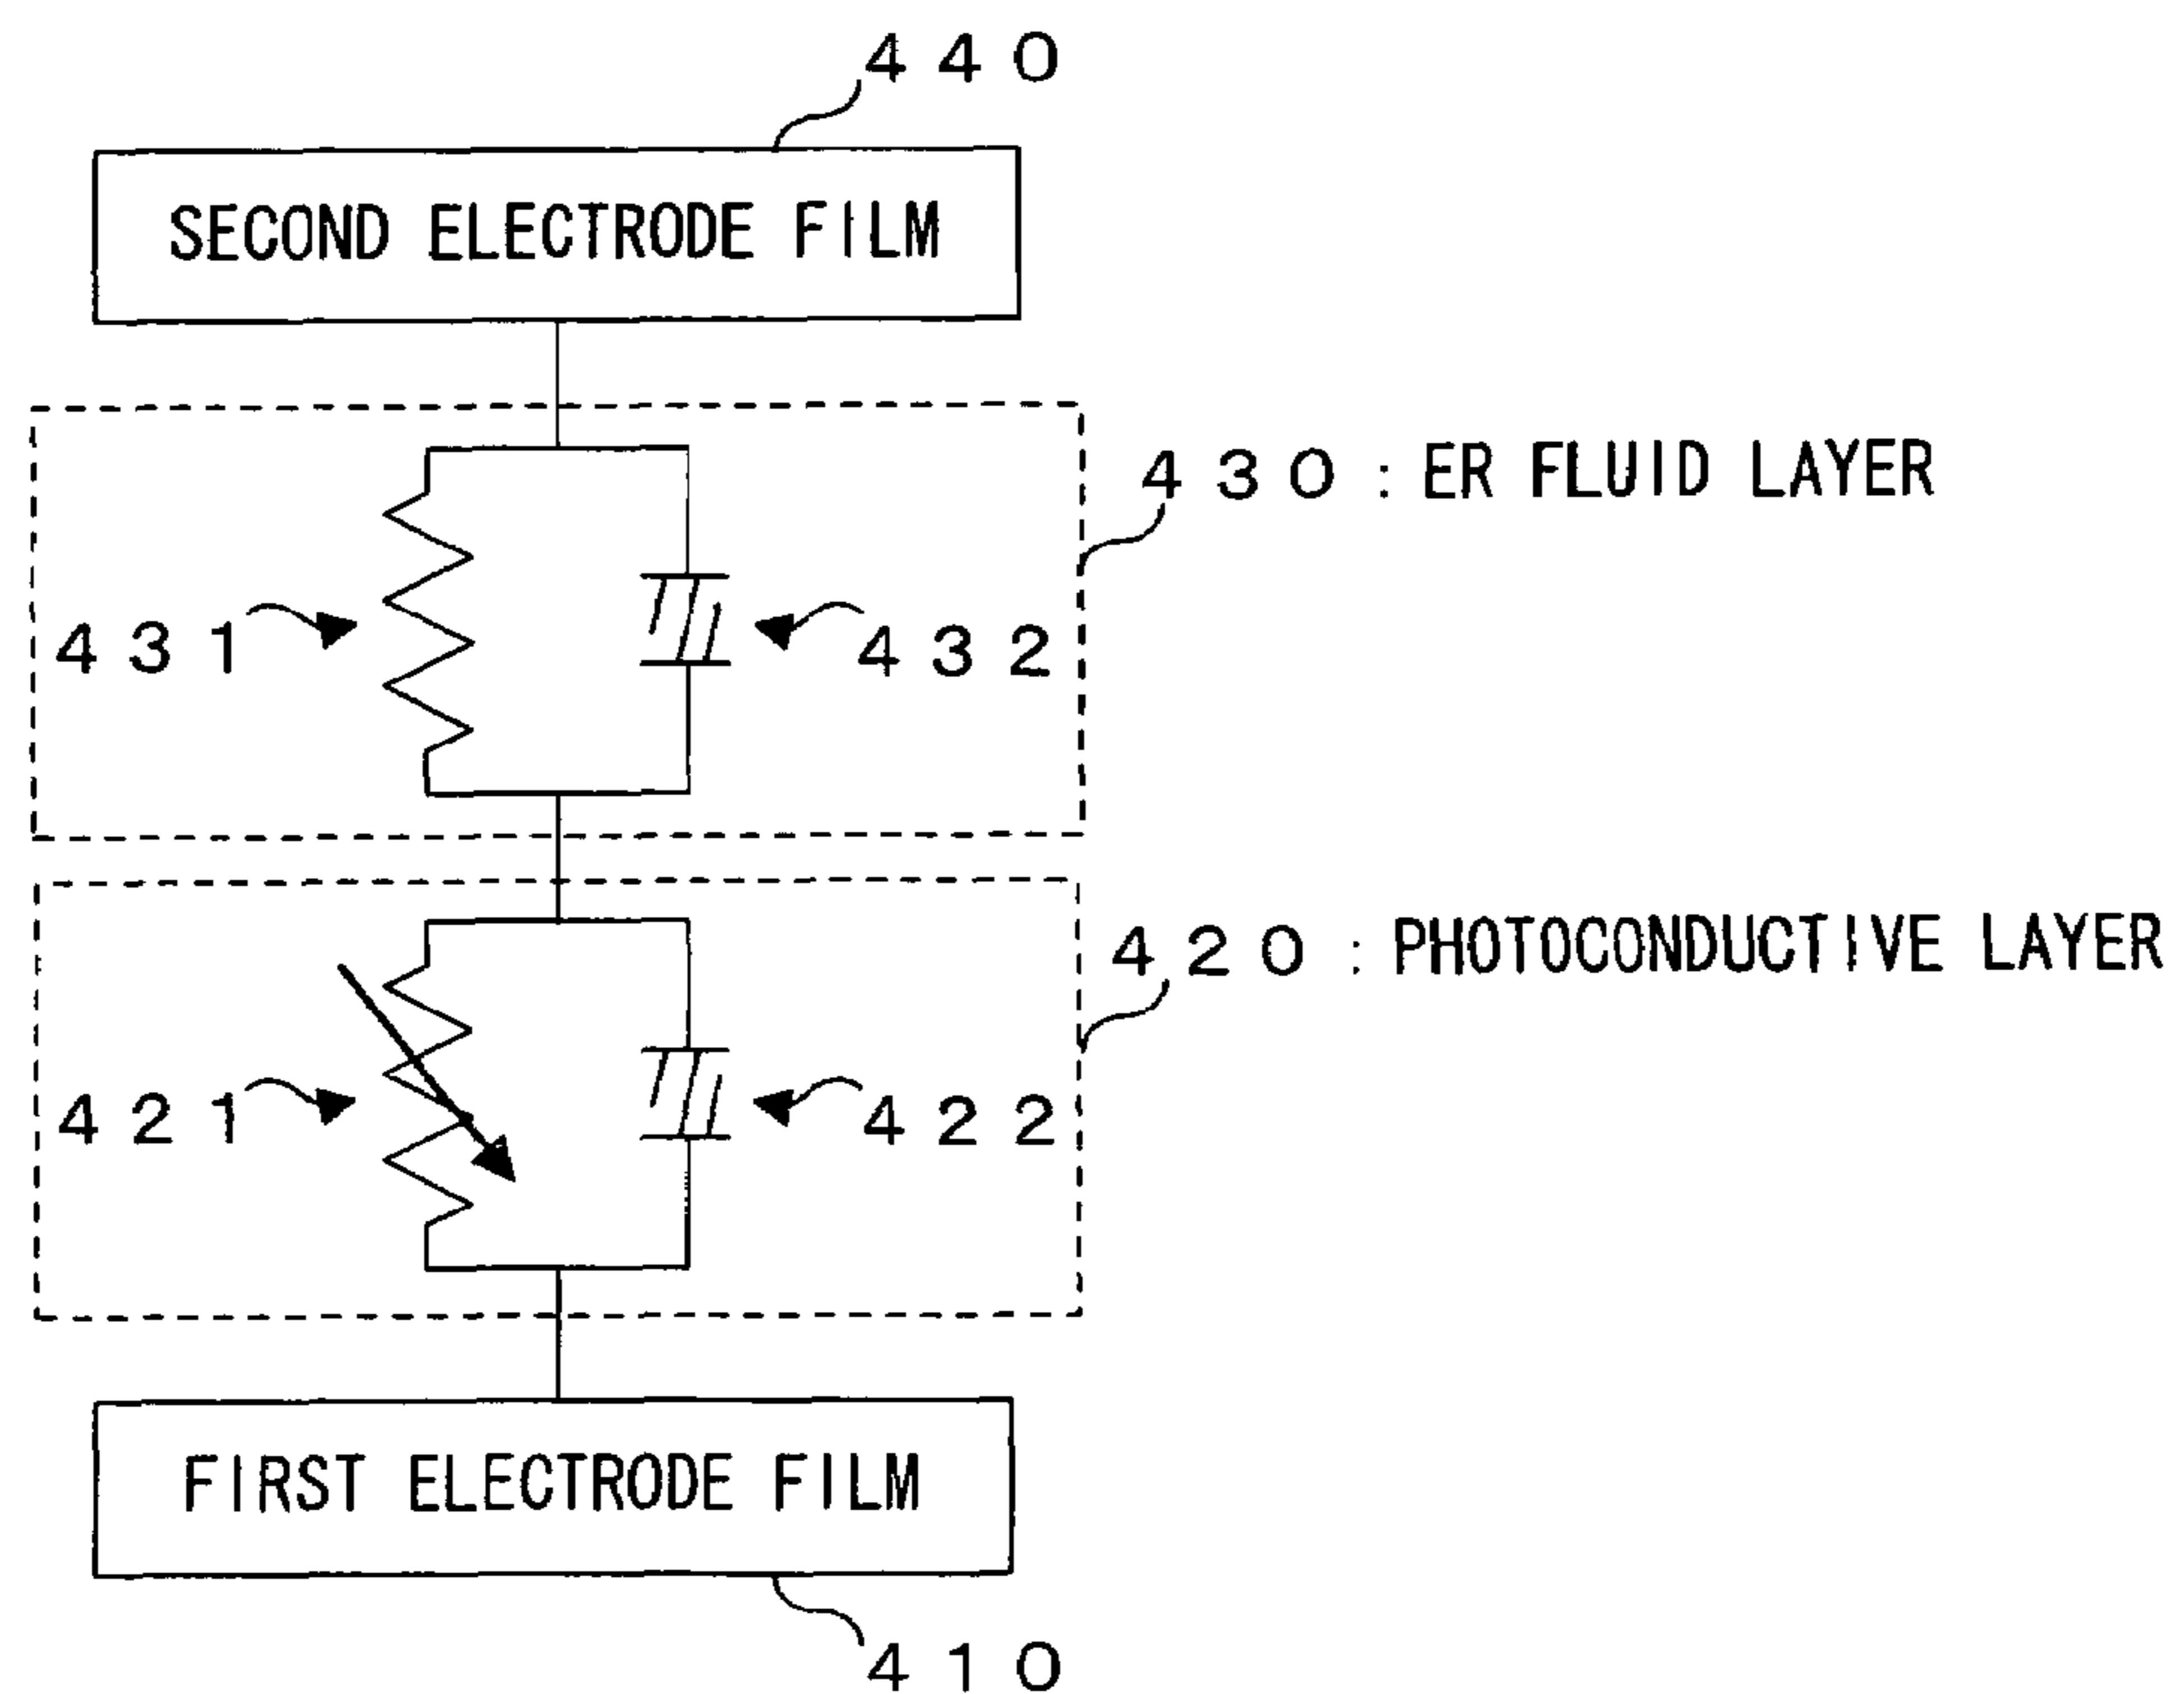 440
SECOND ELECTRODE FILM
430 : ER FLUID LAYER
431
432
420 : PHOTOCONDUCTIVE LAYER
421
422
FIRST ELECTRODE FILM
410